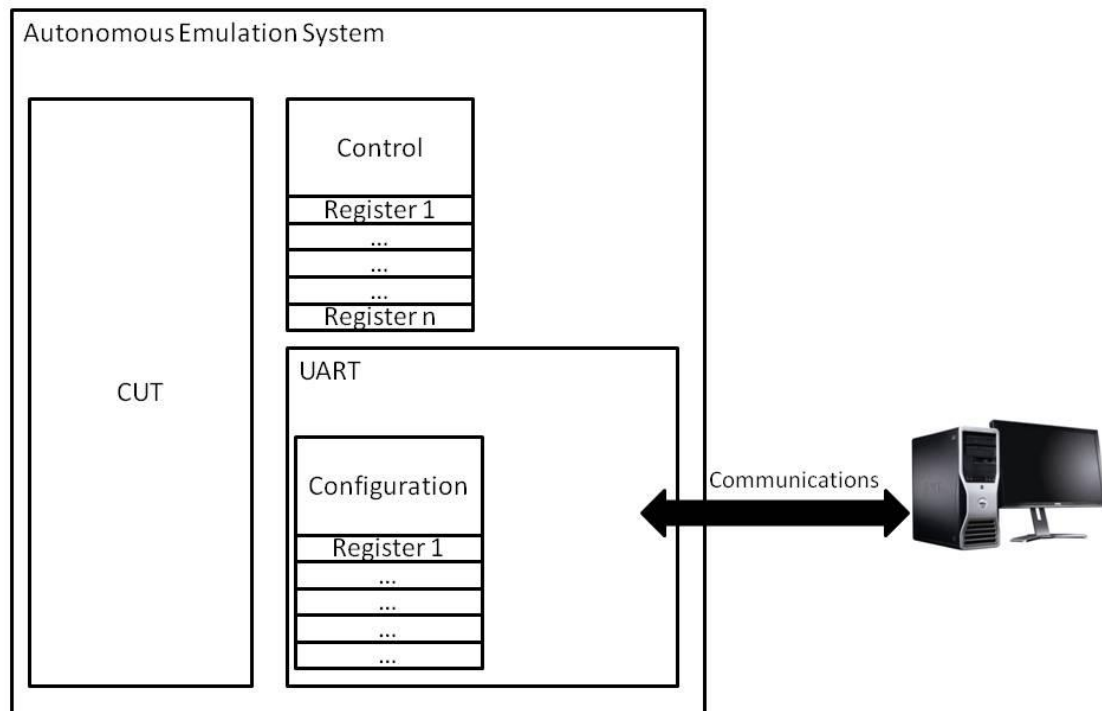 Autonomous Emulation System
CUT
Control
Register 1
...
...
...
Register n
UART
Configuration
Register 1
...
...
...
...
Communications